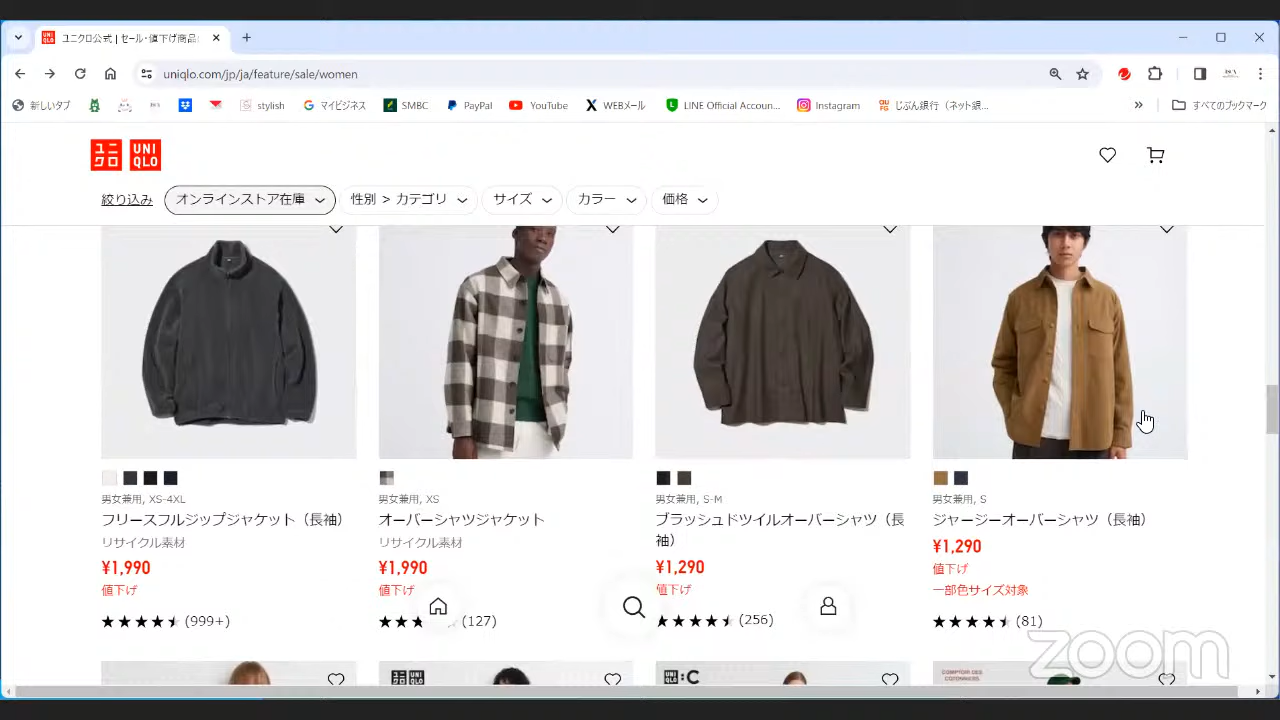 ユニクロ公式 | セール・値下げ商品
uniqlo.com/jp/ja/feature/sale/women
新しいタブ
stylish
マイビジネス
SMBC
PayPal
YouTube
WEBメール
LINE Official Accoun...
Instagram
じぶん銀行（ネット銀...
»
すべてのブックマーク
ユニクロ UNIQLO
絞り込み
オンラインストア在庫
性別 > カテゴリ
サイズ
カラー
価格
男女兼用, XS-4XL
フリースフルジップジャケット（長袖）
リサイクル素材
¥1,990
値下げ
(999+)
男女兼用, XS
オーバーシャツジャケット
リサイクル素材
¥1,990
値下げ
(127)
男女兼用, S-M
ブラッシュドツイルオーバーシャツ（長
袖）
¥1,290
値下げ
(256)
男女兼用, S
ジャージーオーバーシャツ（長袖）
¥1,290
値下げ
一部色サイズ対象
(81)
ユニクロ UNIQLO
UNIQLO : C
COMPTOIR DES
COTONNIERS
zoom